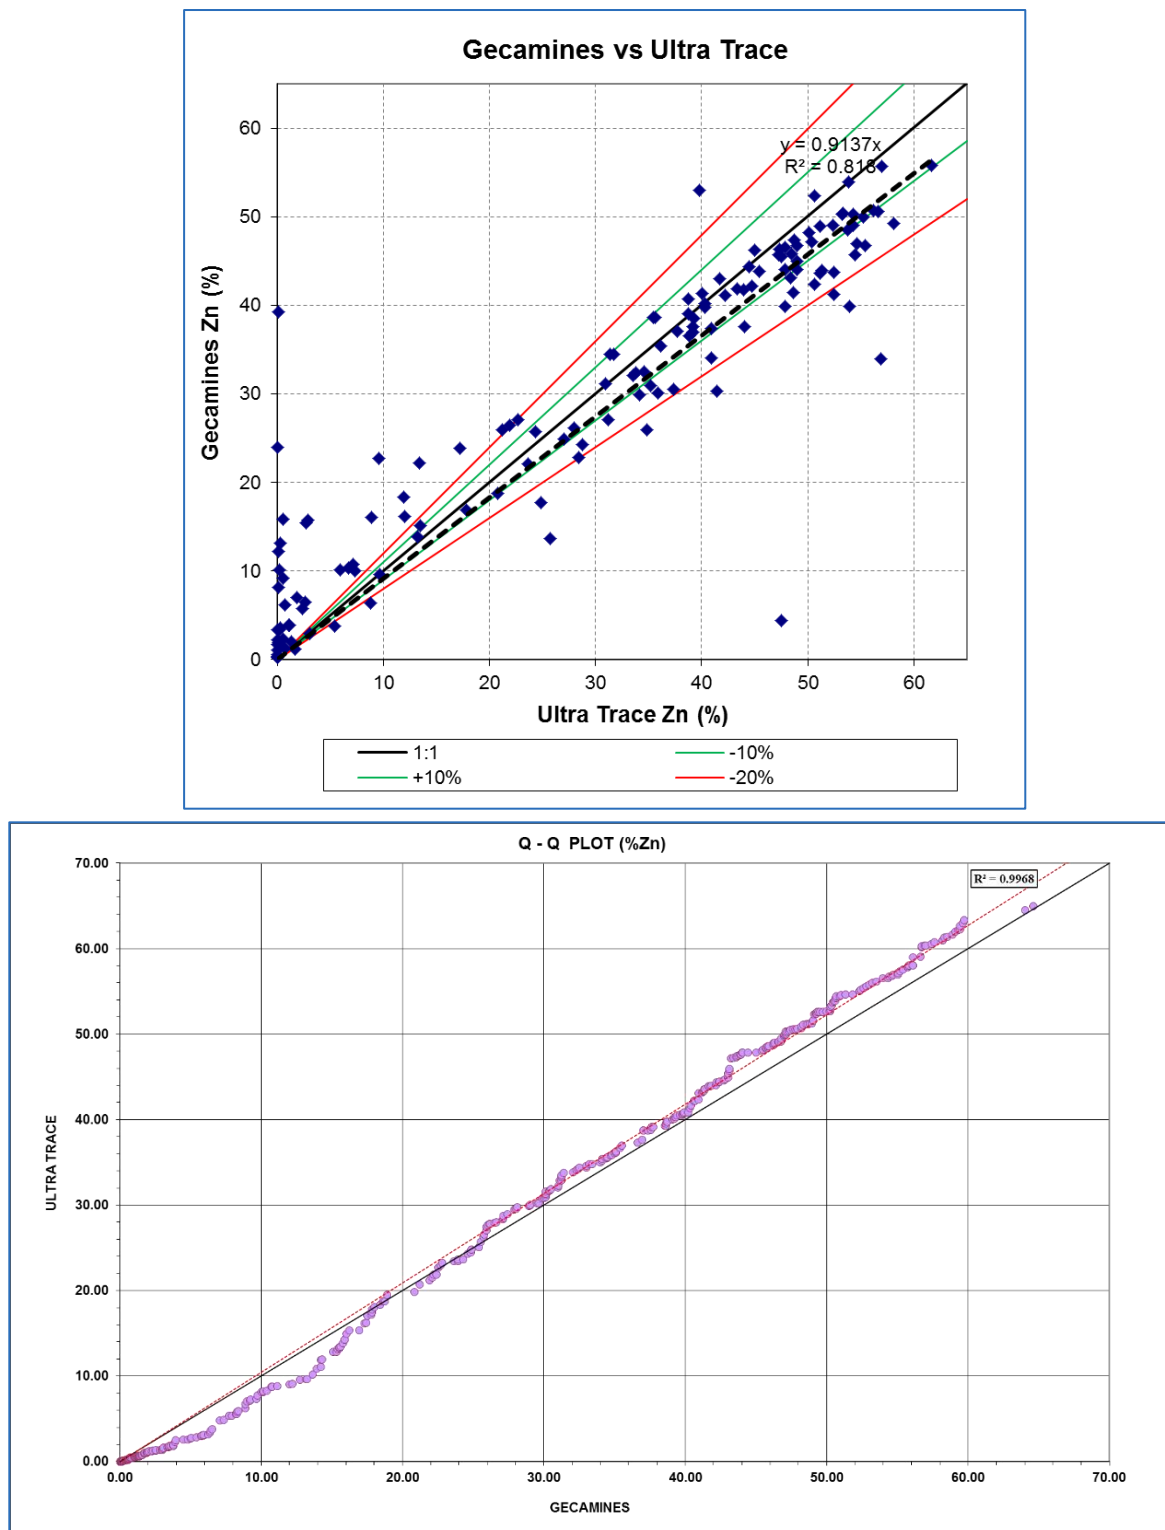 Gecamines vs Ultra Trace
y = 0.9137x
R² = 0.818
60
50
40
30
20
10
0
Gecamines Zn (%)
0 10 20 30 40 50 60
Ultra Trace Zn (%)
1:1 -10%
+10% -20%
Q - Q PLOT (%Zn)
R² = 0.9968
70.00
60.00
50.00
40.00
30.00
20.00
10.00
0.00
ULTRA TRACE
0.00 10.00 20.00 30.00 40.00 50.00 60.00 70.00
GECAMINES